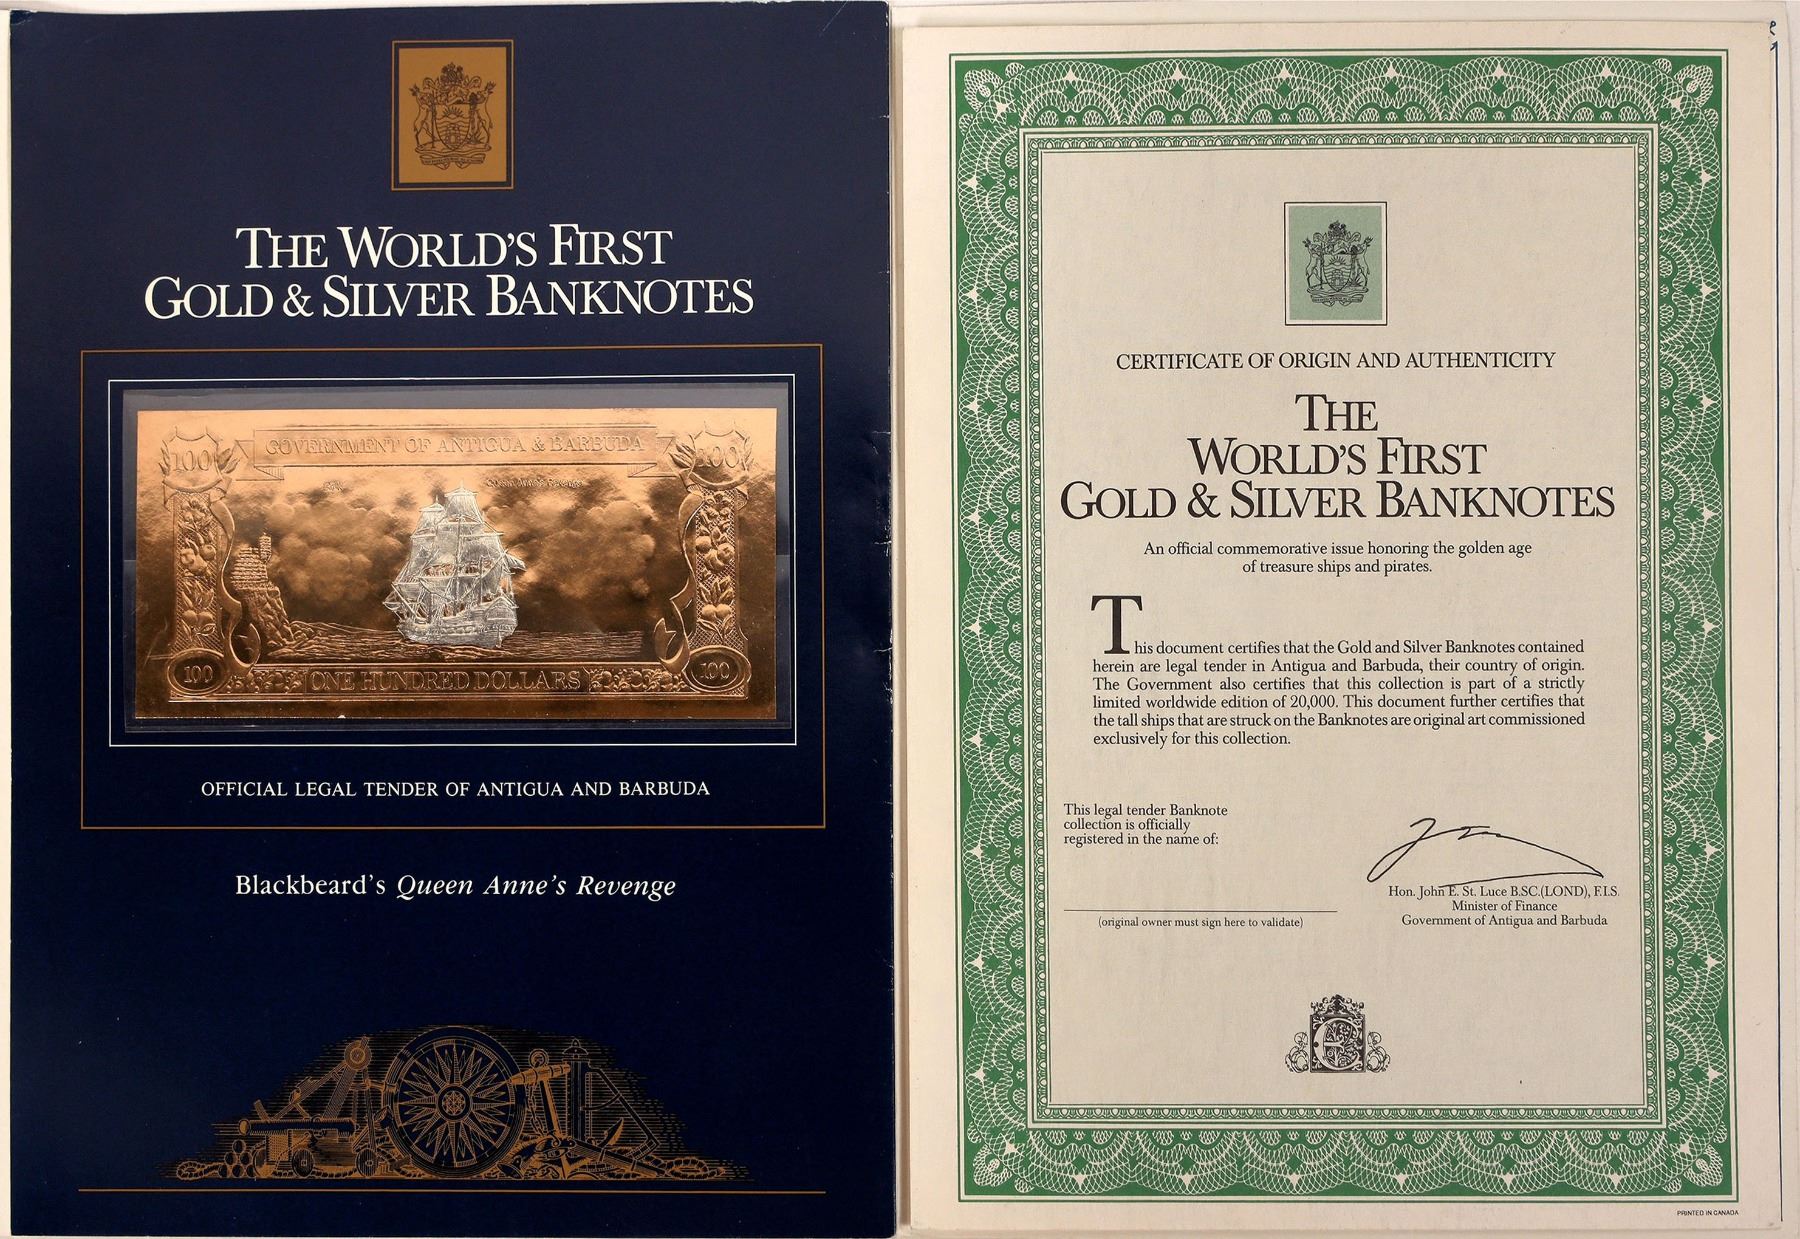 THE WORLD'S FIRST
GOLD & SILVER BANKNOTES
GOVERNMENT OF ANTIGUA & BARBUDA
100
100
Queen Anne's Revenge
100
ONE HUNDRED DOLLARS
100
OFFICIAL LEGAL TENDER OF ANTIGUA AND BARBUDA
Blackbeard's Queen Anne's Revenge
CERTIFICATE OF ORIGIN AND AUTHENTICITY
THE
WORLD'S FIRST
GOLD & SILVER BANKNOTES
An official commemorative issue honoring the golden age
of treasure ships and pirates.
This document certifies that the Gold and Silver Banknotes contained
herein are legal tender in Antigua and Barbuda, their country of origin.
The Government also certifies that this collection is part of a strictly
limited worldwide edition of 20,000. This document further certifies that
the tall ships that are struck on the Banknotes are original art commissioned
exclusively for this collection.
This legal tender Banknote
collection is officially
registered in the name of:
(original owner must sign here to validate)
Hon. John E. St. Luce B.SC.(LOND), F.I.S.
Minister of Finance
Government of Antigua and Barbuda
PRINTED IN CANADA